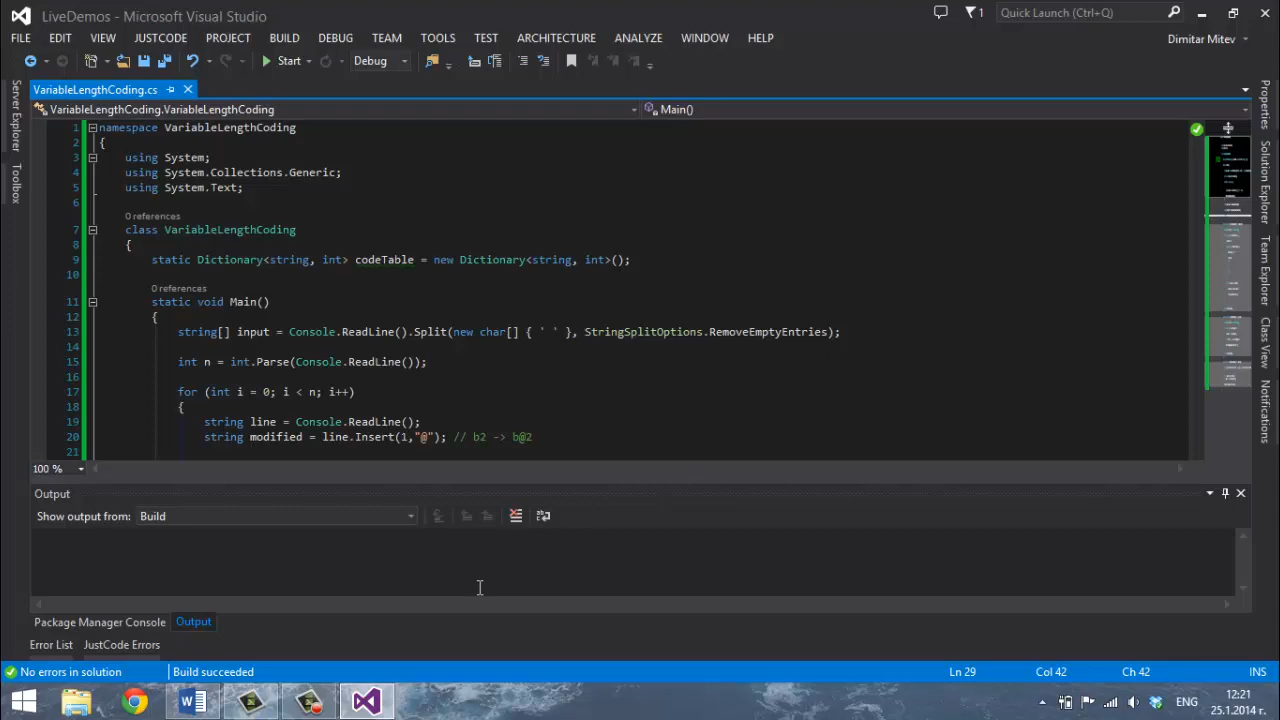 LiveDemos - Microsoft Visual Studio
1
Quick Launch (Ctrl+Q)
FILE EDIT VIEW JUSTCODE PROJECT BUILD DEBUG TEAM TOOLS TEST ARCHITECTURE ANALYZE WINDOW HELP
Dimitar Mitev
Start Debug
VariableLengthCoding.cs
VariableLengthCoding.VariableLengthCoding
Main()
1 namespace VariableLengthCoding
2 {
3 using System;
4 using System.Collections.Generic;
5 using System.Text;
6
0 references
7 class VariableLengthCoding
8 {
9 static Dictionary<string, int> codeTable = new Dictionary<string, int>();
10
0 references
11 static void Main()
12 {
13 string[] input = Console.ReadLine().Split(new char[] { ' ' }, StringSplitOptions.RemoveEmptyEntries);
14
15 int n = int.Parse(Console.ReadLine());
16
17 for (int i = 0; i < n; i++)
18 {
19 string line = Console.ReadLine();
20 string modified = line.Insert(1,"@"); // b2 -> b@2
21
100 %
Server Explorer
Toolbox
Properties
Solution Explorer
Team Explorer
Class View
Notifications
Output
Show output from: Build
Package Manager Console Output
Error List JustCode Errors
No errors in solution Build succeeded Ln 29 Col 42 Ch 42 INS
ENG
12:21
25.1.2014 г.